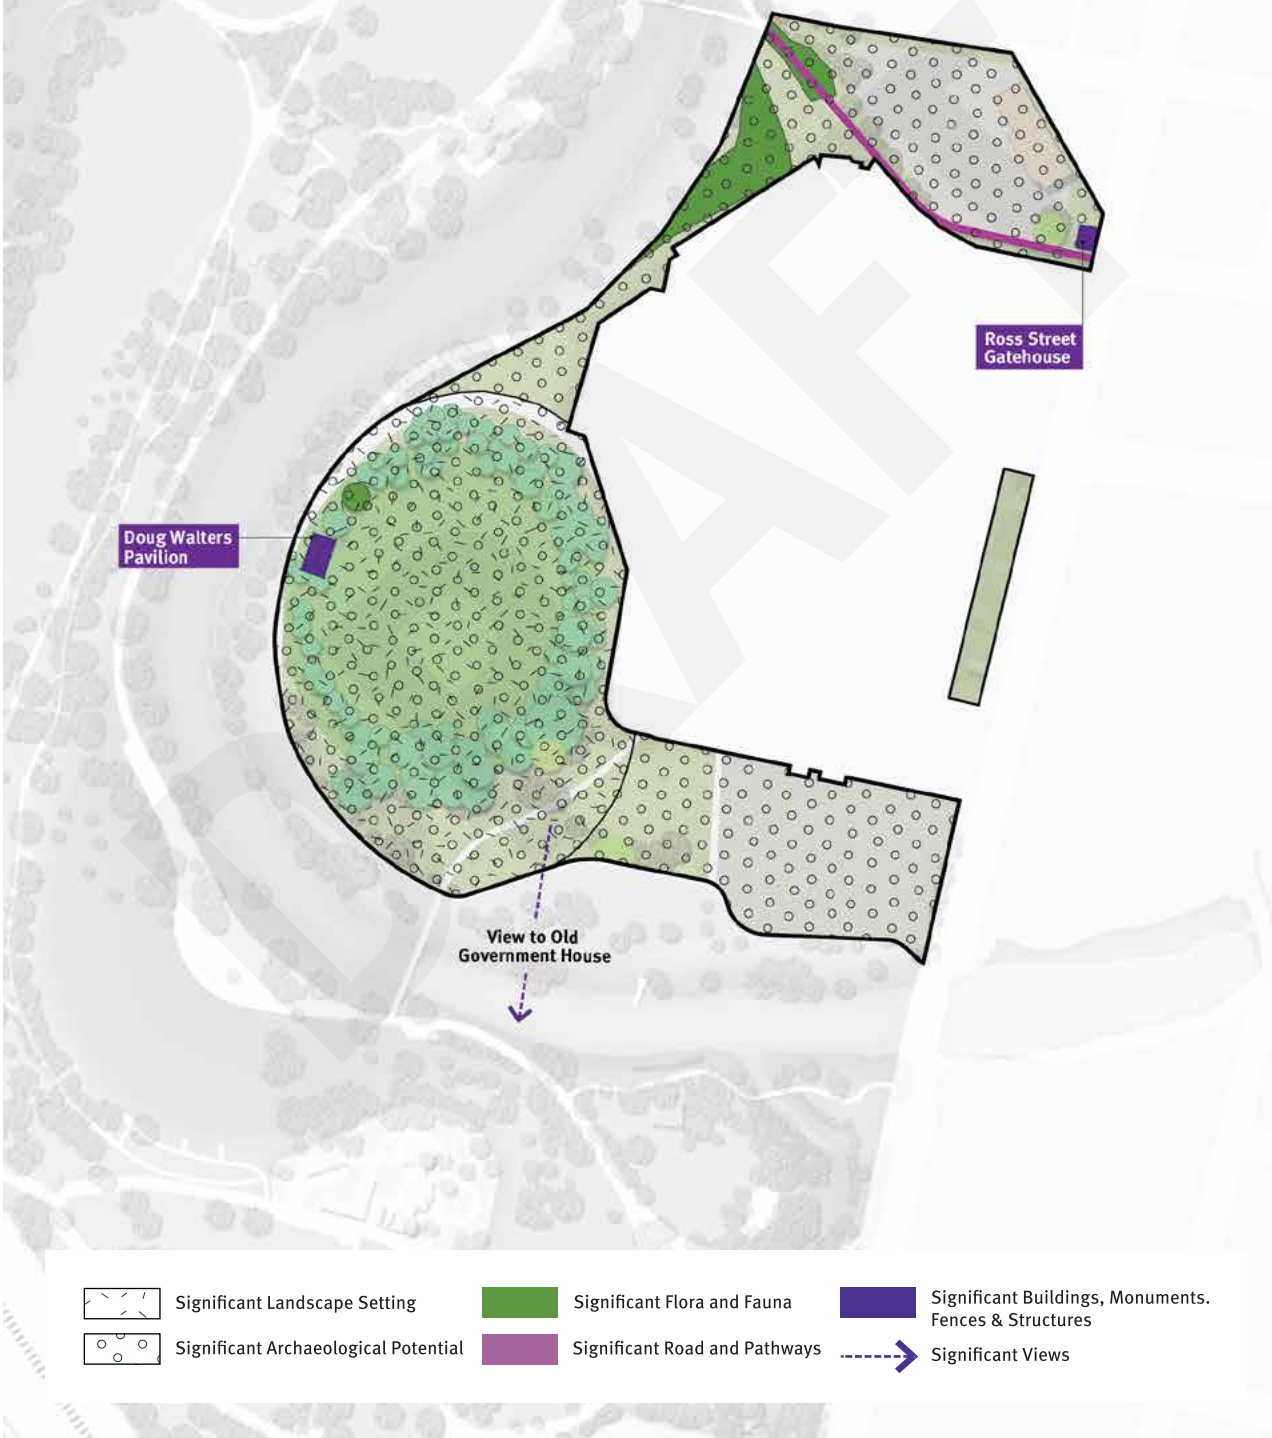 DRAFT
Ross Street
Gatehouse
Doug Walters
Pavilion
View to Old
Government House
Significant Landscape Setting
Significant Archaeological Potential
Significant Flora and Fauna
Significant Road and Pathways
Significant Buildings, Monuments.
Fences & Structures
Significant Views